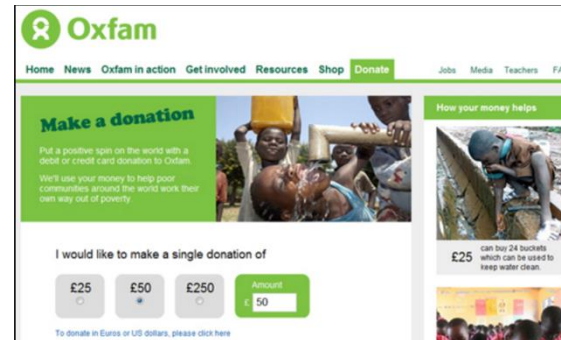 Oxfam
Home News Oxfam in action Get involved Resources Shop Donate
Jobs Media Teachers FA
Make a donation
Put a positive spin on the world with a
debit or credit card donation to Oxfam.
We'll use your money to help poor
communities around the world work their
own way out of poverty.
How your money helps
£25
can buy 24 buckets
which can be used to
keep water clean.
I would like to make a single donation of
£25 £50 £250
Amount
£ 50
To donate in Euros or US dollars, please click here